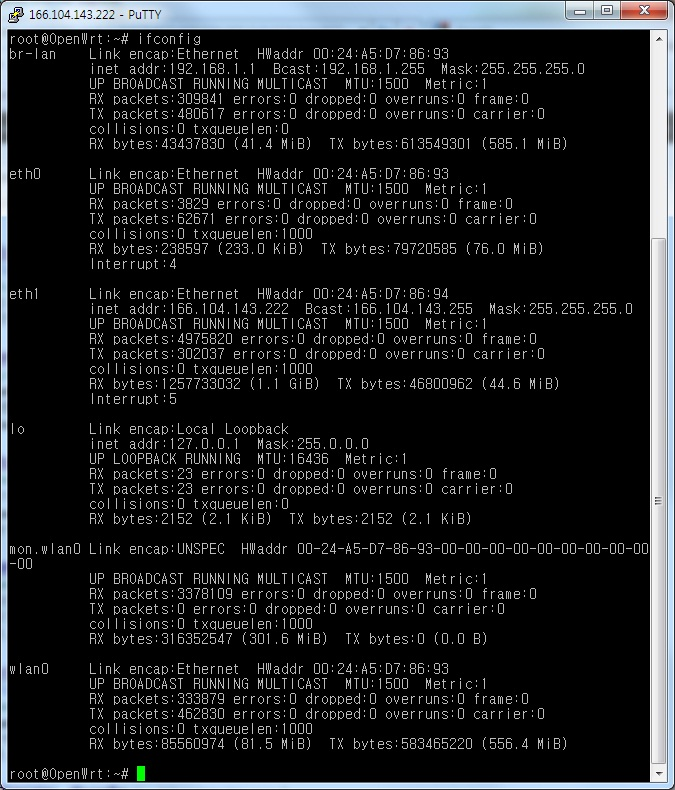 166.104.143.222 - PuTTY
root@OpenWrt:~# ifconfig
br-lan Link encap:Ethernet HWaddr 00:24:A5:D7:86:93
inet addr:192.168.1.1 Bcast:192.168.1.255 Mask:255.255.255.0
UP BROADCAST RUNNING MULTICAST MTU:1500 Metric:1
RX packets:309841 errors:0 dropped:0 overruns:0 frame:0
TX packets:480617 errors:0 dropped:0 overruns:0 carrier:0
collisions:0 txqueuelen:0
RX bytes:43437830 (41.4 MiB) TX bytes:613549301 (585.1 MiB)
eth0 Link encap:Ethernet HWaddr 00:24:A5:D7:86:93
UP BROADCAST RUNNING MULTICAST MTU:1500 Metric:1
RX packets:3829 errors:0 dropped:0 overruns:0 frame:0
TX packets:62671 errors:0 dropped:0 overruns:0 carrier:0
collisions:0 txqueuelen:1000
RX bytes:238597 (233.0 KiB) TX bytes:79720585 (76.0 MiB)
Interrupt:4
eth1 Link encap:Ethernet HWaddr 00:24:A5:D7:86:94
inet addr:166.104.143.222 Bcast:166.104.143.255 Mask:255.255.255.0
UP BROADCAST RUNNING MULTICAST MTU:1500 Metric:1
RX packets:4975820 errors:0 dropped:0 overruns:0 frame:0
TX packets:302037 errors:0 dropped:0 overruns:0 carrier:0
collisions:0 txqueuelen:1000
RX bytes:1257733032 (1.1 GiB) TX bytes:46800962 (44.6 MiB)
Interrupt:5
lo Link encap:Local Loopback
inet addr:127.0.0.1 Mask:255.0.0.0
UP LOOPBACK RUNNING MTU:16436 Metric:1
RX packets:23 errors:0 dropped:0 overruns:0 frame:0
TX packets:23 errors:0 dropped:0 overruns:0 carrier:0
collisions:0 txqueuelen:0
RX bytes:2152 (2.1 KiB) TX bytes:2152 (2.1 KiB)
mon.wlan0 Link encap:UNSPEC HWaddr 00-24-A5-D7-86-93-00-00-00-00-00-00-00-00-00
-00
UP BROADCAST RUNNING MULTICAST MTU:1500 Metric:1
RX packets:3378109 errors:0 dropped:0 overruns:0 frame:0
TX packets:0 errors:0 dropped:0 overruns:0 carrier:0
collisions:0 txqueuelen:1000
RX bytes:316352547 (301.6 MiB) TX bytes:0 (0.0 B)
wlan0 Link encap:Ethernet HWaddr 00:24:A5:D7:86:93
UP BROADCAST RUNNING MULTICAST MTU:1500 Metric:1
RX packets:333879 errors:0 dropped:0 overruns:0 frame:0
TX packets:462830 errors:0 dropped:0 overruns:0 carrier:0
collisions:0 txqueuelen:1000
RX bytes:85560974 (81.5 MiB) TX bytes:583465220 (556.4 MiB)
root@OpenWrt:~#